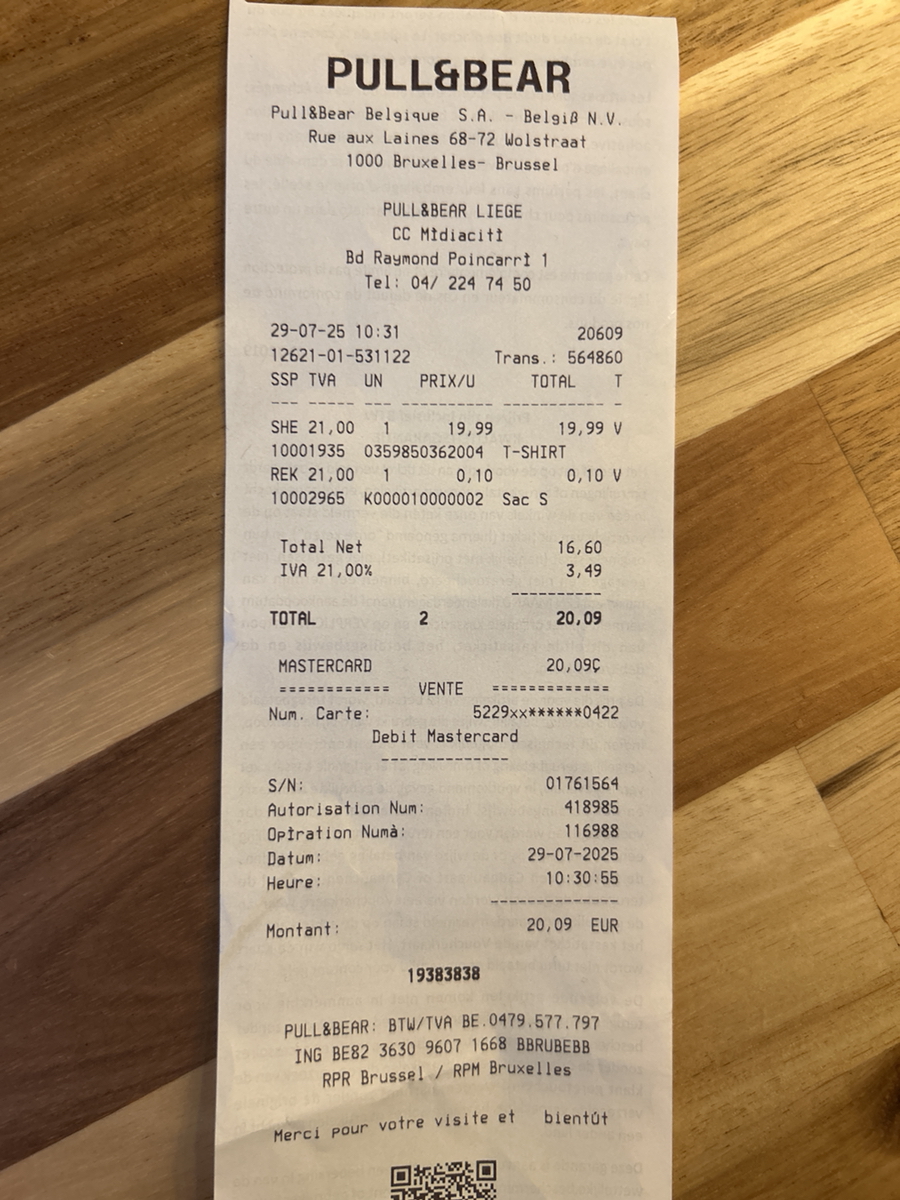 PULL&BEAR
Pull&Bear Belgique S.A. - Belgiß N.V.
Rue aux Laines 68-72 Wolstraat
1000 Bruxelles- Brussel
PULL&BEAR LIEGE
CC Mìdiacitì
Bd Raymond Poincarrì 1
Tel: 04/ 224 74 50
29-07-25 10:31 20609
12621-01-531122 Trans.: 564860
SSP TVA UN PRIX/U TOTAL T
--- ----- --- ---------- ---------- -
SHE 21,00 1 19,99 19,99 V
10001935 0359850362004 T-SHIRT
REK 21,00 1 0,10 0,10 V
10002965 K000010000002 Sac S
Total Net 16,60
IVA 21,00% 3,49
----------
TOTAL 2 20,09
MASTERCARD 20,09Ç
============ VENTE =============
Num. Carte: 5229xx******0422
Debit Mastercard
--------------
S/N: 01761564
Autorisation Num: 418985
Opìration Numà: 116988
Datum: 29-07-2025
Heure: 10:30:55
--------------
Montant: 20,09 EUR
19383838
PULL&BEAR: BTW/TVA BE.0479.577.797
ING BE82 3630 9607 1668 BBRUBEBB
RPR Brussel / RPM Bruxelles
Merci pour votre visite et bientút